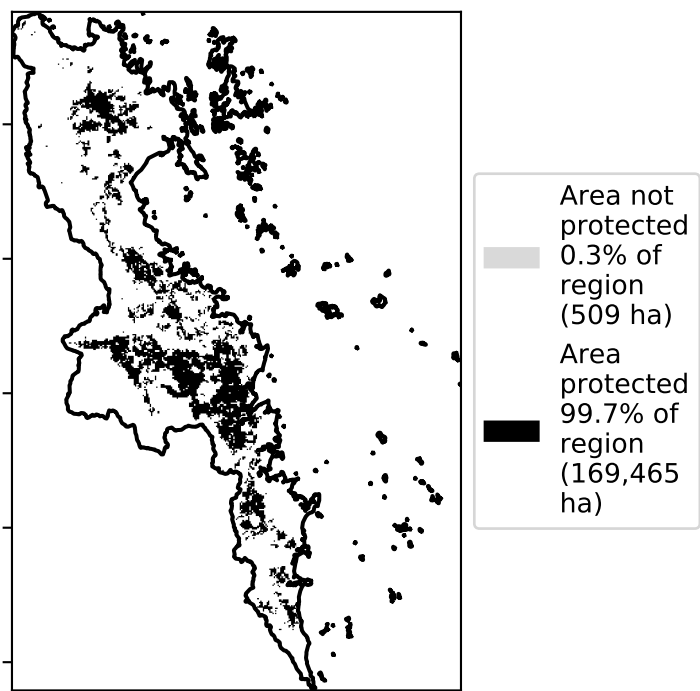 Area not
protected
0.3% of
region
(509 ha)
Area
protected
99.7% of
region
(169,465
ha)